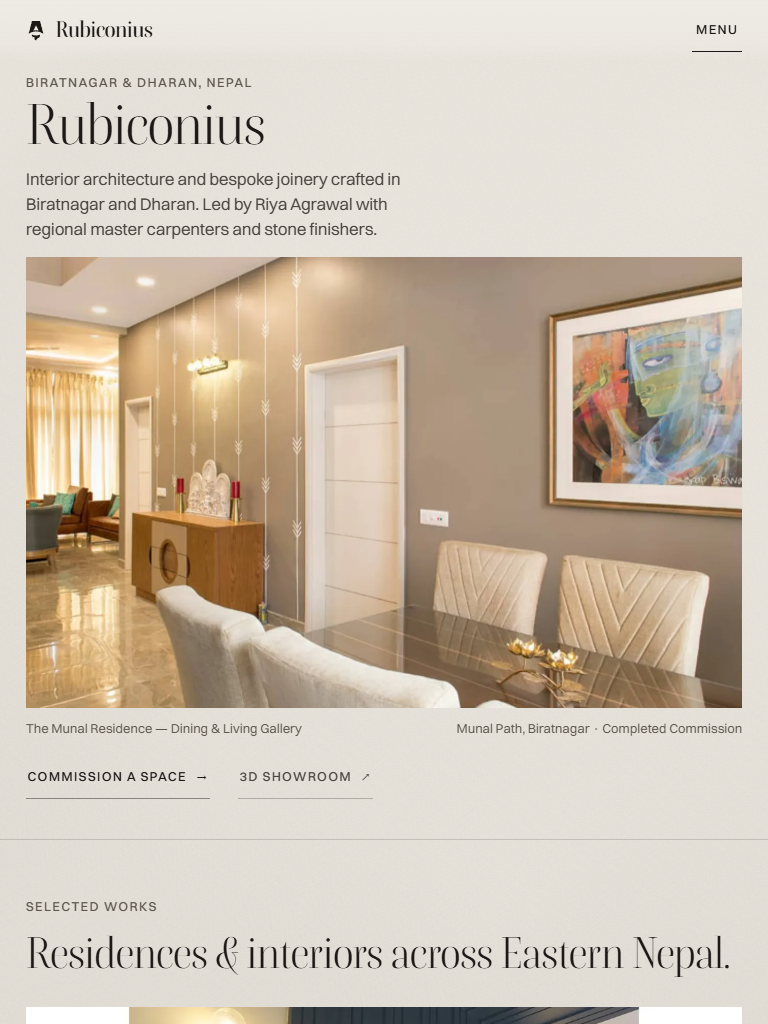 Rubiconius
MENU
BIRATNAGAR & DHARAN, NEPAL
Rubiconius
Interior architecture and bespoke joinery crafted in
Biratnagar and Dharan. Led by Riya Agrawal with
regional master carpenters and stone finishers.
The Munal Residence — Dining & Living Gallery
Munal Path, Biratnagar · Completed Commission
COMMISSION A SPACE →
3D SHOWROOM ↗
SELECTED WORKS
Residences & interiors across Eastern Nepal.